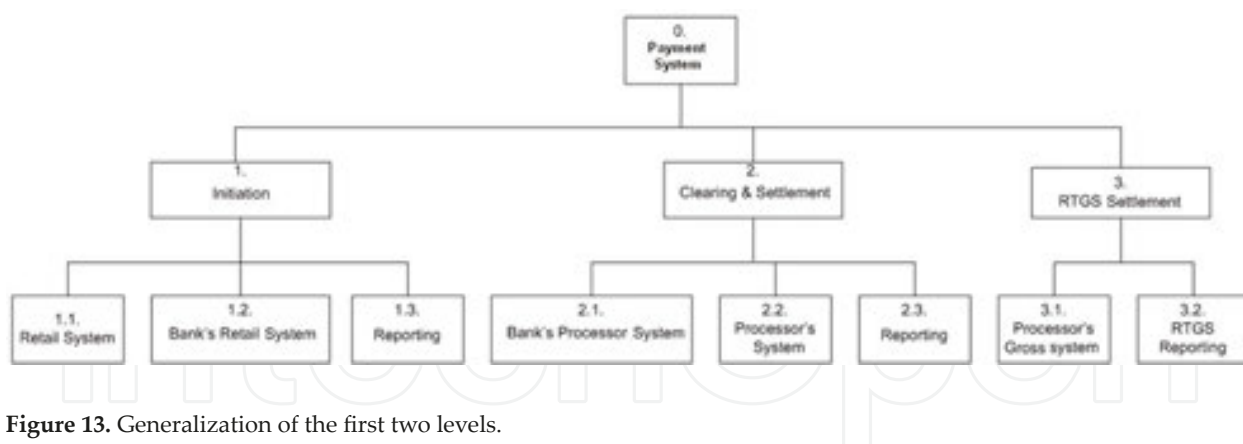 0.
Payment
System
1.
Initiation
2.
Clearing & Settlement
3.
RTGS Settlement
1.1.
Retail System
1.2.
Bank's Retail System
1.3.
Reporting
2.1.
Bank's Processor System
2.2.
Processor's
System
2.3.
Reporting
3.1.
Processor's
Gross system
3.2.
RTGS
Reporting
intechopen
Figure 13. Generalization of the first two levels.